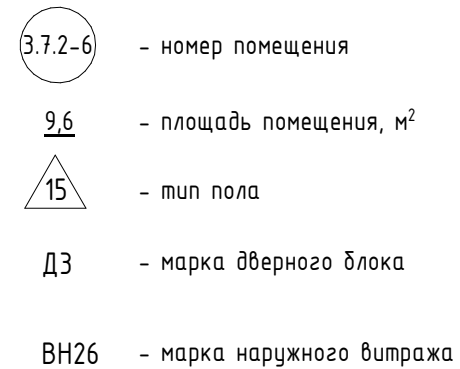 3.7.2-6 - номер помещения
9,6 - площадь помещения, м²
15 - тип пола
Д3 - марка дверного блока
ВН26 - марка наружного витража